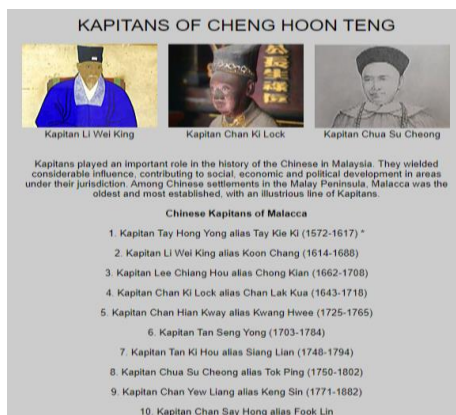 KAPITANS OF CHENG HOON TENG
Kapitan Li Wei King
Kapitan Chan Ki Lock
Kapitan Chua Su Cheong
Kapitans played an important role in the history of the Chinese in Malaysia. They wielded
considerable influence, contributing to social, economic and political development in areas
under their jurisdiction. Among Chinese settlements in the Malay Peninsula, Malacca was the
oldest and most established, with an illustrious line of Kapitans.
Chinese Kapitans of Malacca
1. Kapitan Tay Hong Yong alias Tay Kie Ki (1572-1617) *
2. Kapitan Li Wei King alias Koon Chang (1614-1688)
3. Kapitan Lee Chiang Hou alias Chong Kian (1662-1708)
4. Kapitan Chan Ki Lock alias Chan Lak Kua (1643-1718)
5. Kapitan Chan Hian Kway alias Kwang Hwee (1725-1765)
6. Kapitan Tan Seng Yong (1703-1784)
7. Kapitan Tan Ki Hou alias Siang Lian (1748-1794)
8. Kapitan Chua Su Cheong alias Tok Ping (1750-1802)
9. Kapitan Chan Yew Liang alias Keng Sin (1771-1882)
10. Kapitan Chan Say Hong alias Fook Lin